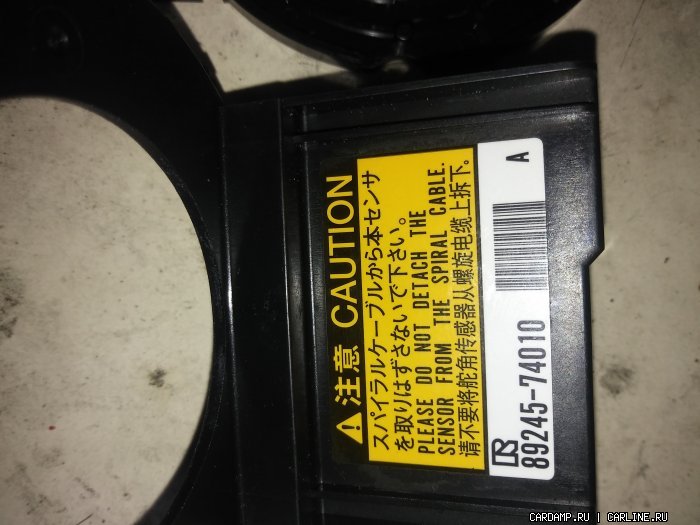 ⚠注意 CAUTION
スパイラルケーブルから本センサ
を取りはずさないで下さい。
PLEASE DO NOT DETACH THE
SENSOR FROM THE SPIRAL CABLE.
请不要将舵角传感器从螺旋电缆上拆下。
A
89245-74010
CARDAMP.RU | CARLINE.RU